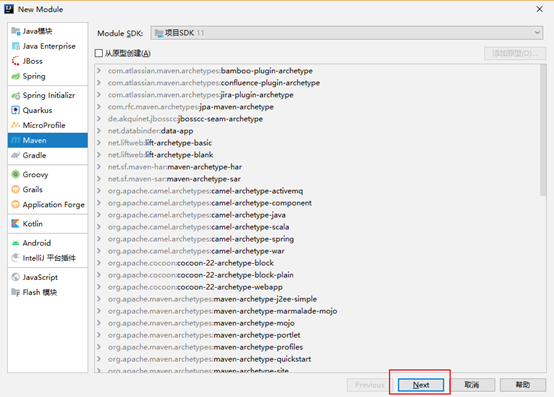 New Module
Java模块
Java Enterprise
JBoss
Spring
Spring Initializr
Quarkus
MicroProfile
Maven
Gradle
Groovy
Grails
Application Forge
Kotlin
Android
IntelliJ 平台插件
JavaScript
Flash 模块
Module SDK:
项目SDK 11
从原型创建(A)
添加原型(D)...
com.atlassian.maven.archetypes:bamboo-plugin-archetype
com.atlassian.maven.archetypes:confluence-plugin-archetype
com.atlassian.maven.archetypes:jira-plugin-archetype
com.rfc.maven.archetypes:jpa-maven-archetype
de.akquinet.jbosscc:jbosscc-seam-archetype
net.databinder:data-app
net.liftweb:lift-archetype-basic
net.liftweb:lift-archetype-blank
net.sf.maven-har:maven-archetype-har
net.sf.maven-sar:maven-archetype-sar
org.apache.camel.archetypes:camel-archetype-activemq
org.apache.camel.archetypes:camel-archetype-component
org.apache.camel.archetypes:camel-archetype-java
org.apache.camel.archetypes:camel-archetype-scala
org.apache.camel.archetypes:camel-archetype-spring
org.apache.camel.archetypes:camel-archetype-war
org.apache.cocoon:cocoon-22-archetype-block
org.apache.cocoon:cocoon-22-archetype-block-plain
org.apache.cocoon:cocoon-22-archetype-webapp
org.apache.maven.archetypes:maven-archetype-j2ee-simple
org.apache.maven.archetypes:maven-archetype-marmalade-mojo
org.apache.maven.archetypes:maven-archetype-mojo
org.apache.maven.archetypes:maven-archetype-portlet
org.apache.maven.archetypes:maven-archetype-profiles
org.apache.maven.archetypes:maven-archetype-quickstart
org.apache.maven.archetypes:maven-archetype-site
Previous
Next
取消
帮助